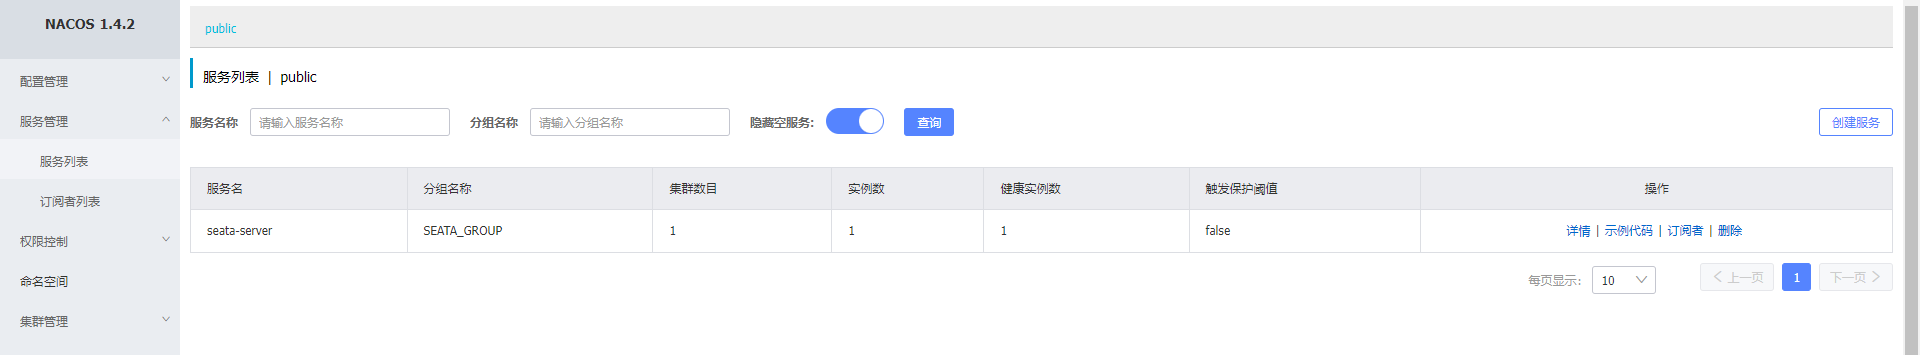 NACOS 1.4.2
public
配置管理
服务管理
服务列表
订阅者列表
权限控制
命名空间
集群管理
服务列表 | public
服务名称 请输入服务名称 分组名称 请输入分组名称 隐藏空服务: 查询 创建服务
服务名 分组名称 集群数目 实例数 健康实例数 触发保护阈值 操作
seata-server SEATA_GROUP 1 1 1 false 详情 | 示例代码 | 订阅者 | 删除
每页显示: 10 上一页 1 下一页